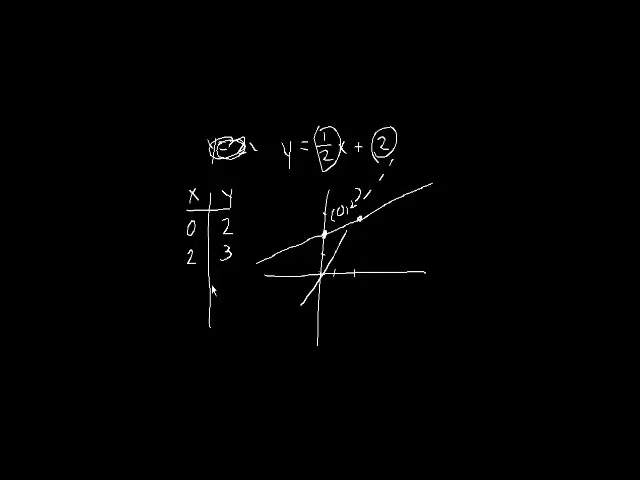 y = 1/2 x + 2
x y
(0,2)
0 2
2 3